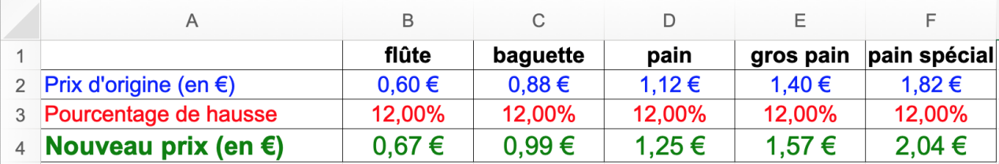 A B C D E F
1 flûte baguette pain gros pain pain spécial
2 Prix d'origine (en €) 0,60 € 0,88 € 1,12 € 1,40 € 1,82 €
3 Pourcentage de hausse 12,00% 12,00% 12,00% 12,00% 12,00%
4 Nouveau prix (en €) 0,67 € 0,99 € 1,25 € 1,57 € 2,04 €